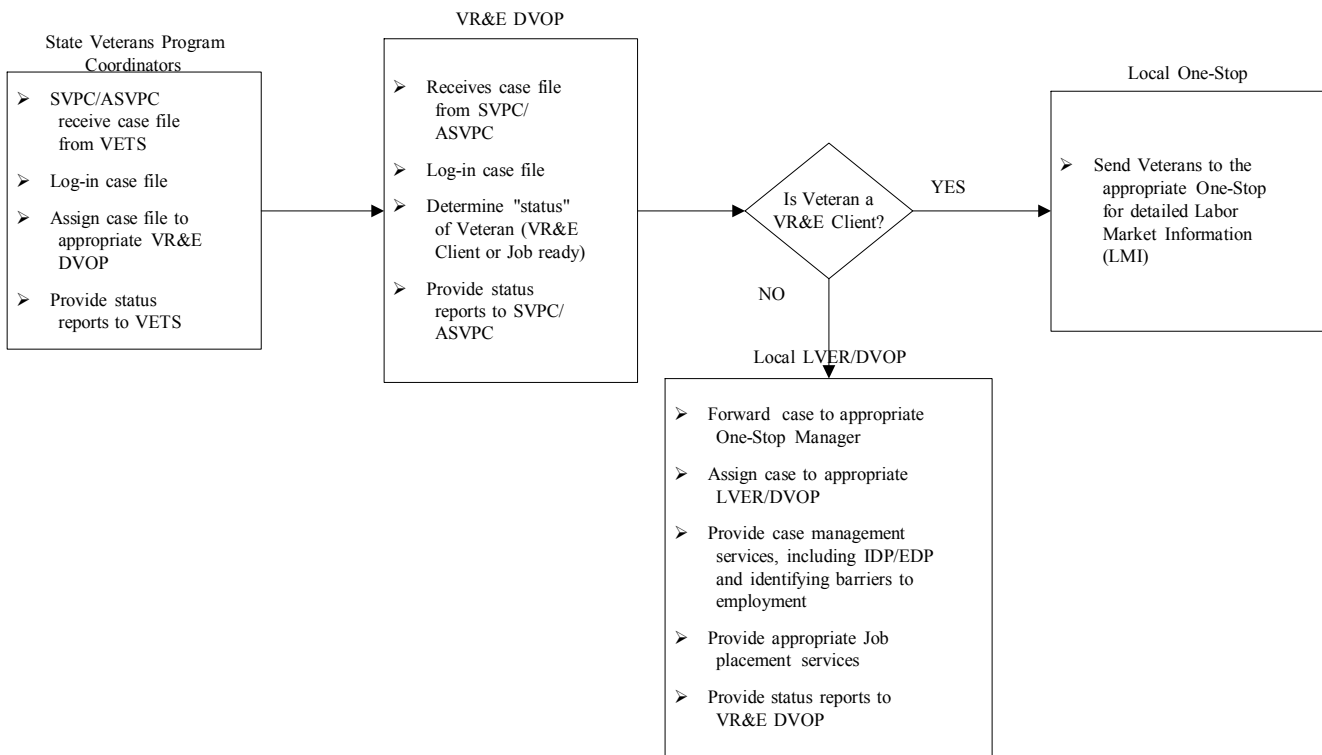 State Veterans Program
Coordinators
➢ SVPC/ASVPC
receive case file
from VETS
➢ Log-in case file
➢ Assign case file to
appropriate VR&E
DVOP
➢ Provide status
reports to VETS
VR&E DVOP
➢ Receives case file
from SVPC/
ASVPC
➢ Log-in case file
➢ Determine "status"
of Veteran (VR&E
Client or Job ready)
➢ Provide status
reports to SVPC/
ASVPC
Is Veteran a
VR&E Client?
YES
NO
Local One-Stop
➢ Send Veterans to the
appropriate One-Stop
for detailed Labor
Market Information
(LMI)
Local LVER/DVOP
➢ Forward case to appropriate
One-Stop Manager
➢ Assign case to appropriate
LVER/DVOP
➢ Provide case management
services, including IDP/EDP
and identifying barriers to
employment
➢ Provide appropriate Job
placement services
➢ Provide status reports to
VR&E DVOP